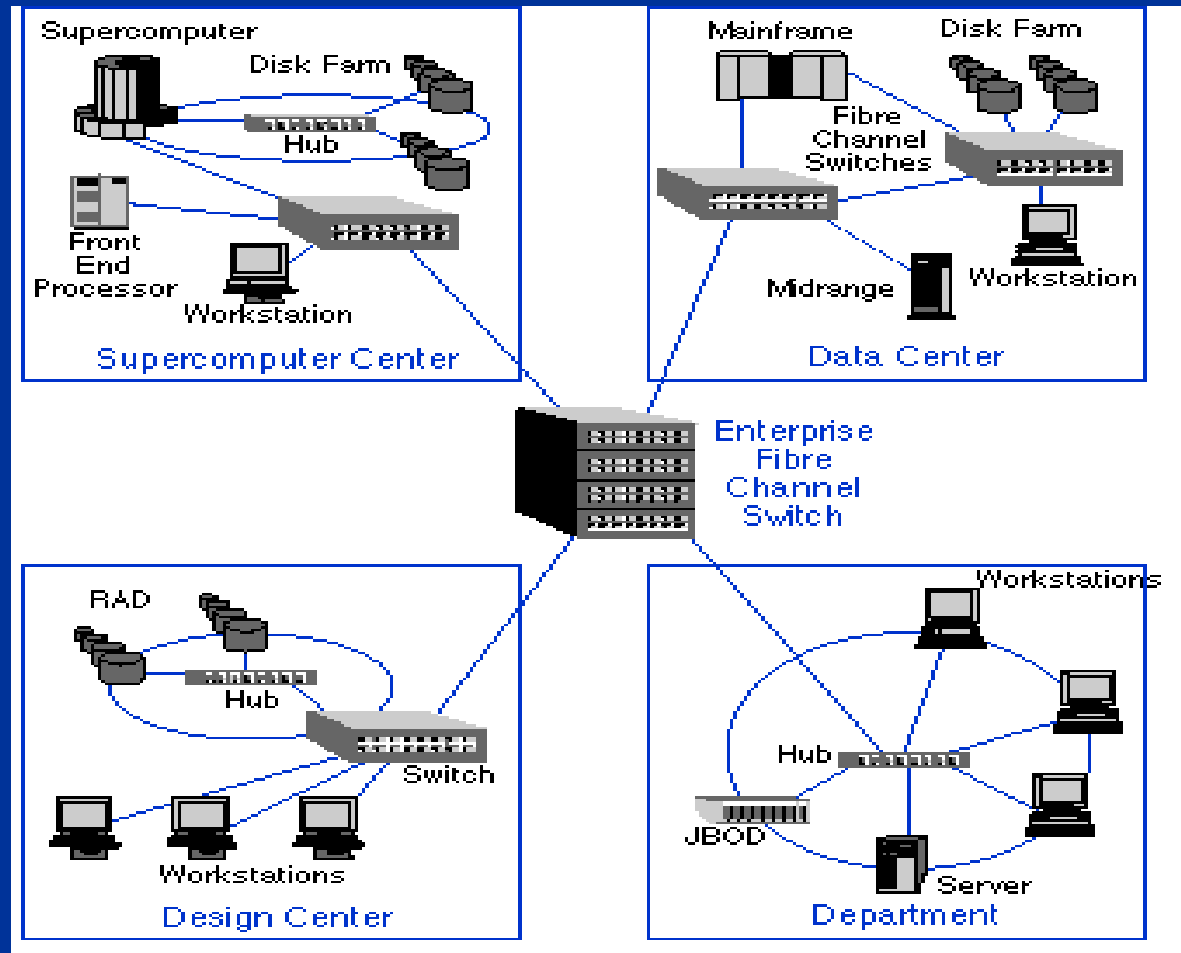 Supercomputer
Disk Farm
Hub
Front
End
Processor
Workstation
Supercomputer Center
Mainframe
Disk Farm
Fibre
Channel
Switches
Midrange
Workstation
Data Center
Enterprise
Fibre
Channel
Switch
RAD
Hub
Switch
Workstations
Design Center
Workstations
Hub
JBOD
Server
Department